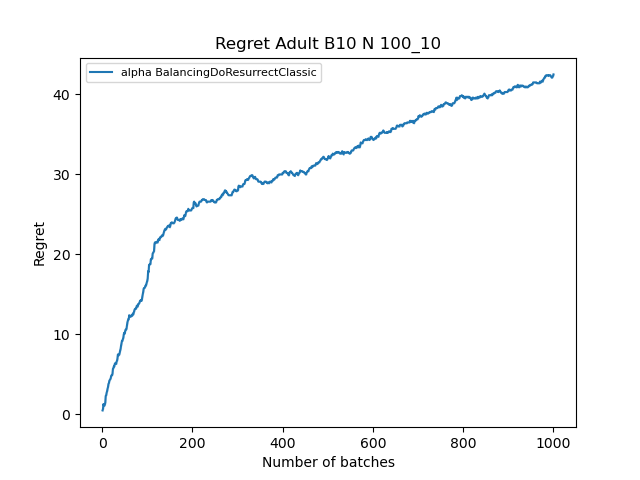 Regret Adult B10 N 100_10
alpha BalancingDoResurrectClassic
40
30
20
10
0
Regret
0 200 400 600 800 1000
Number of batches